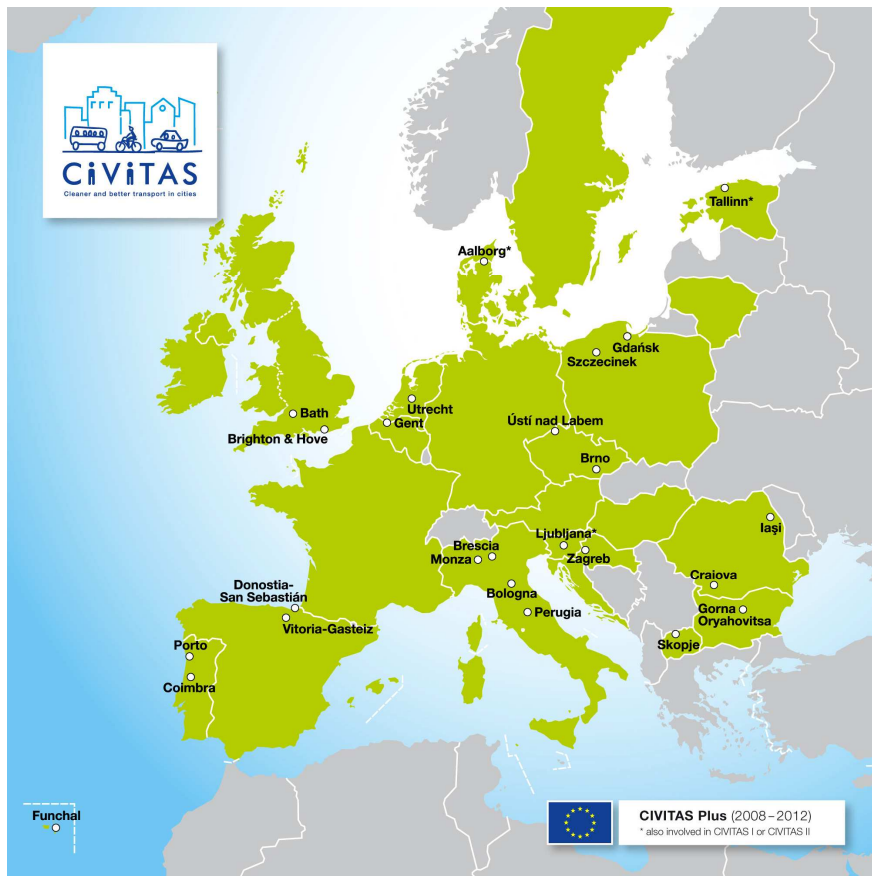 CiViTAS
Cleaner and better transport in cities
Tallinn*
Aalborg*
Gdańsk
Szczecinek
Bath
Utrecht
Gent
Brighton & Hove
Ústí nad Labem
Brno
Iaşi
Ljubljana*
Brescia
Monza
Zagreb
Craiova
Donostia-
San Sebastián
Bologna
Gorna
Oryahovitsa
Perugia
Vitoria-Gasteiz
Porto
Skopje
Coimbra
Funchal
CIVITAS Plus (2008–2012)
* also involved in CIVITAS I or CIVITAS II